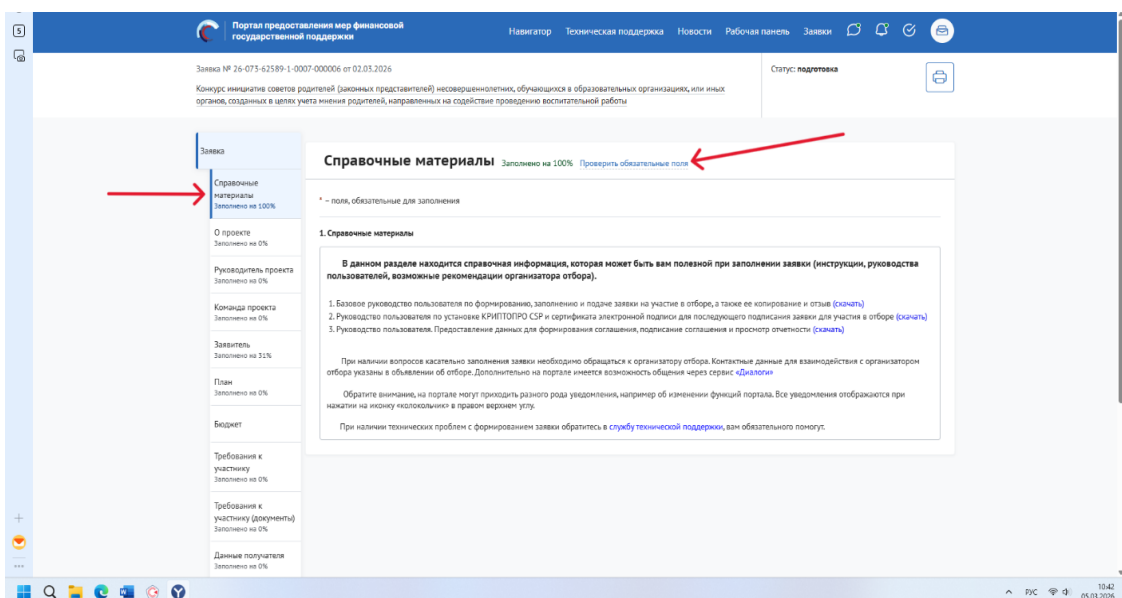 5
Портал предоставления мер финансовой
государственной поддержки
Навигатор Техническая поддержка Новости Рабочая панель Заявки
Заявка № 26-073-62589-1-0007-000006 от 02.03.2026
Статус: подготовка
Конкурс инициатив советов родителей (законных представителей) несовершеннолетних, обучающихся в образовательных организациях, или иных
органов, созданных в целях учета мнения родителей, направленных на содействие проведению воспитательной работы
Заявка
Справочные
материалы
Заполнено на 100%
О проекте
Заполнено на 0%
Руководитель проекта
Заполнено на 0%
Команда проекта
Заполнено на 0%
Заявитель
Заполнено на 31%
План
Заполнено на 0%
Бюджет
Требования к
участнику
Заполнено на 0%
Требования к
участнику (документы)
Заполнено на 0%
Данные получателя
Заполнено на 0%
Справочные материалы Заполнено на 100% Проверить обязательные поля
* – поля, обязательные для заполнения
1. Справочные материалы
В данном разделе находится справочная информация, которая может быть вам полезной при заполнении заявки (инструкции, руководства
пользователей, возможные рекомендации организатора отбора).
1. Базовое руководство пользователя по формированию, заполнению и подаче заявки на участие в отборе, а также ее копирование и отзыв (скачать)
2. Руководство пользователя по установке КРИПТОПРО CSP и сертификата электронной подписи для последующего подписания заявки для участия в отборе (скачать)
3. Руководство пользователя. Предоставление данных для формирования соглашения, подписание соглашения и просмотр отчетности (скачать)
При наличии вопросов касательно заполнения заявки необходимо обращаться к организатору отбора. Контактные данные для взаимодействия с организатором
отбора указаны в объявлении об отборе. Дополнительно на портале имеется возможность общения через сервис «Диалоги»
Обратите внимание, на портале могут приходить разного рода уведомления, например об изменении функций портала. Все уведомления отображаются при
нажатии на иконку «колокольчик» в правом верхнем углу.
При наличии технических проблем с формированием заявки обратитесь в службу технической поддержки, вам обязательного помогут.
РУС
10:42
05.03.2026